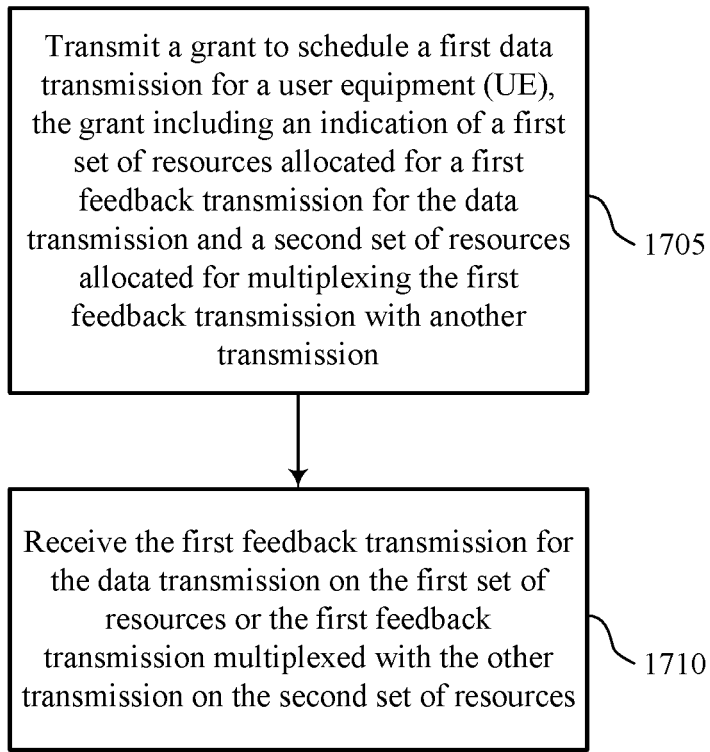 Transmit a grant to schedule a first data
transmission for a user equipment (UE),
the grant including an indication of a first
set of resources allocated for a first
feedback transmission for the data
transmission and a second set of resources
allocated for multiplexing the first
feedback transmission with another
transmission
1705
Receive the first feedback transmission for
the data transmission on the first set of
resources or the first feedback
transmission multiplexed with the other
transmission on the second set of resources
1710